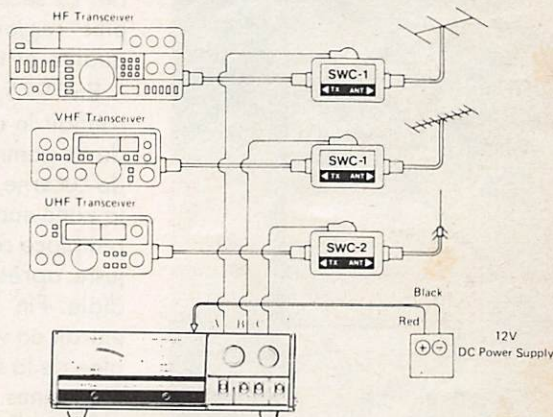 HF Transceiver
SWC-1
◄TX ANT►
VHF Transceiver
SWC-1
◄TX ANT►
UHF Transceiver
SWC-2
◄TX ANT►
A B C
Black
Red
12V
DC Power Supply